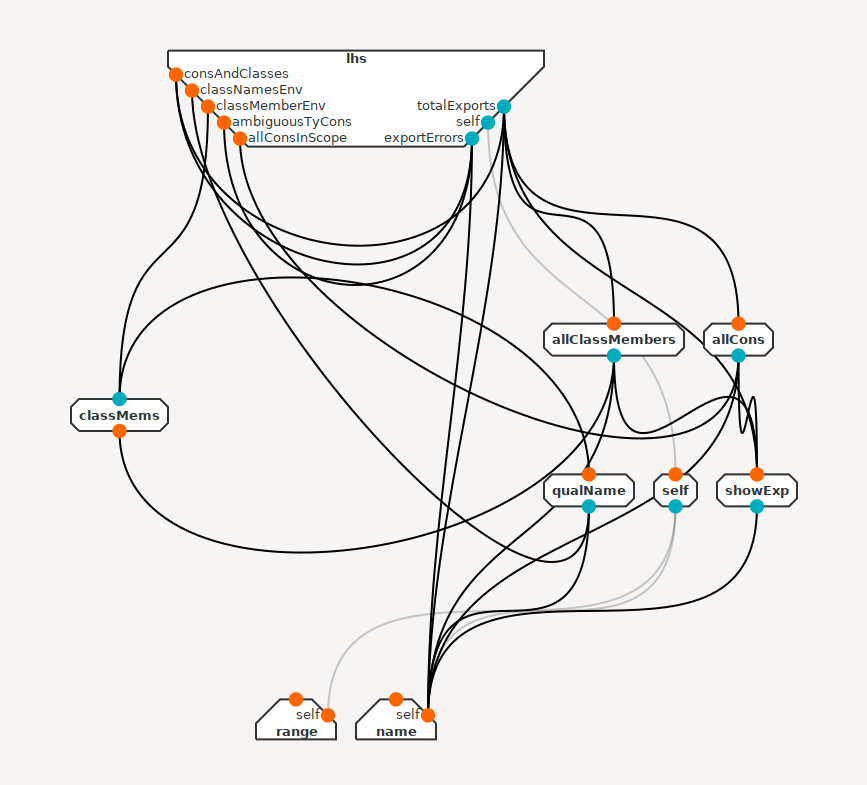 lhs
consAndClasses
classNamesEnv
classMemberEnv totalExports
ambiguousTyCons self
allConsInScope exportErrors
allClassMembers allCons
classMems
qualName self showExp
self self
range name